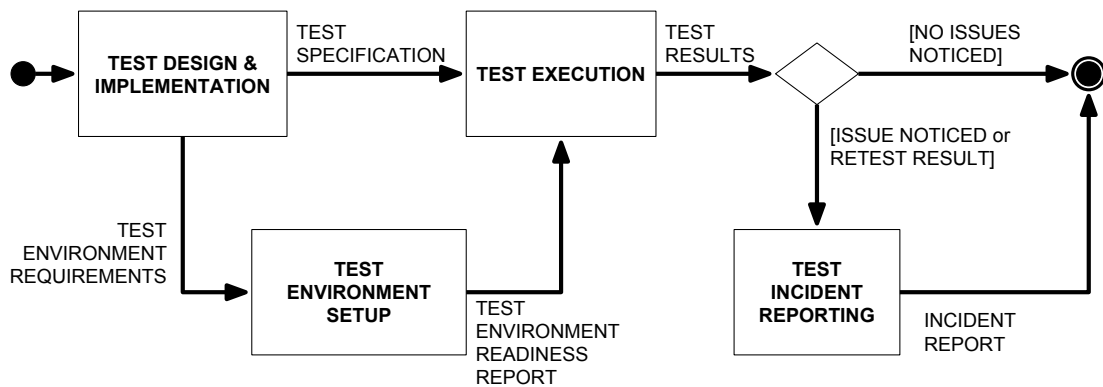 TEST DESIGN &
IMPLEMENTATION
TEST
SPECIFICATION
TEST EXECUTION
TEST
RESULTS
[NO ISSUES
NOTICED]
[ISSUE NOTICED or
RETEST RESULT]
TEST
ENVIRONMENT
REQUIREMENTS
TEST
ENVIRONMENT
SETUP
TEST
ENVIRONMENT
READINESS
REPORT
TEST
INCIDENT
REPORTING
INCIDENT
REPORT